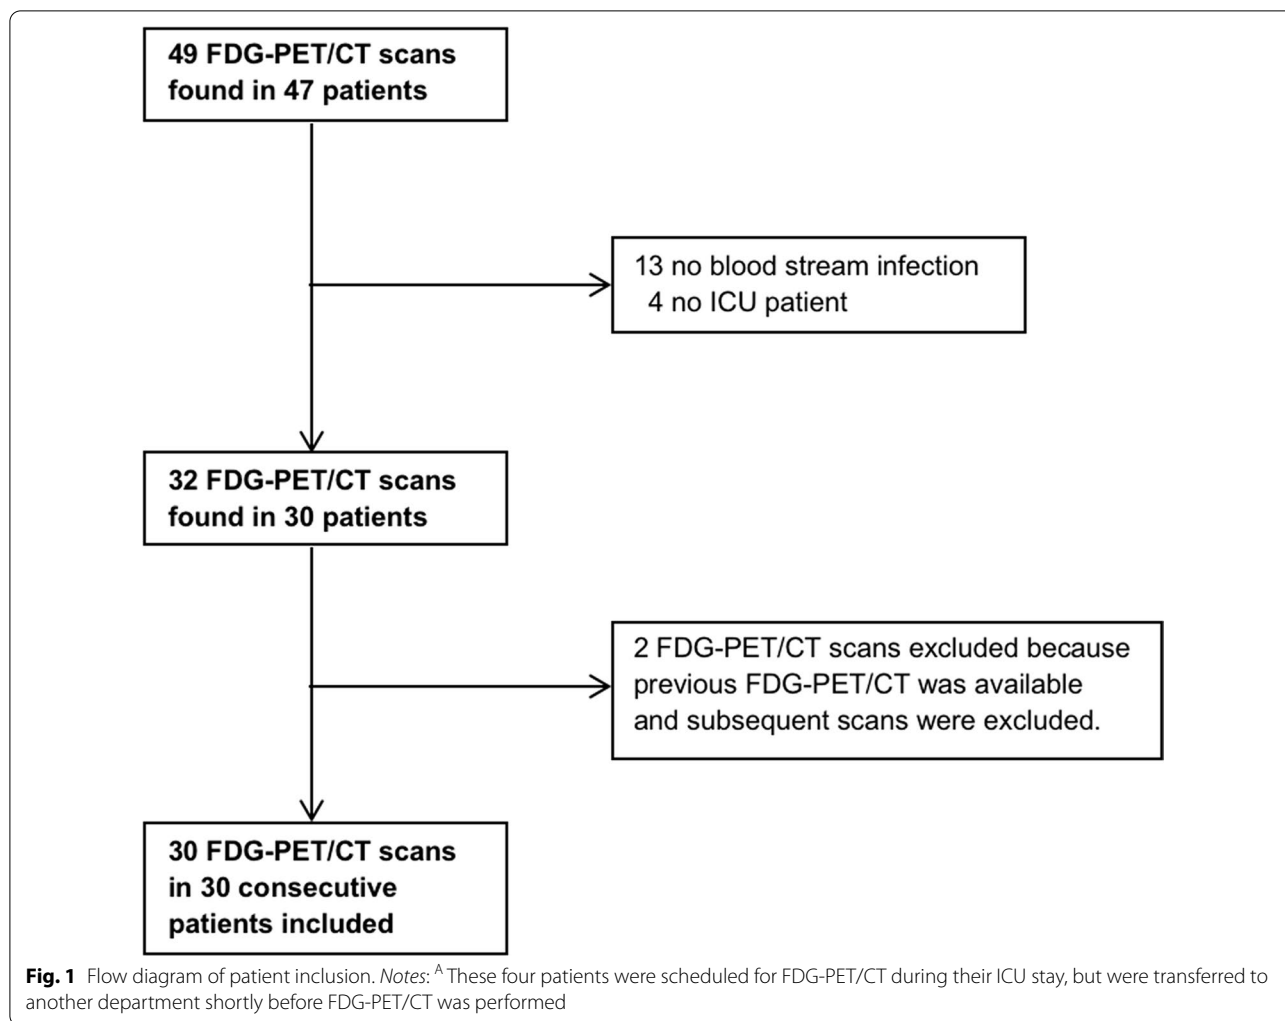 49 FDG-PET/CT scans
found in 47 patients
13 no blood stream infection
4 no ICU patient
32 FDG-PET/CT scans
found in 30 patients
2 FDG-PET/CT scans excluded because
previous FDG-PET/CT was available
and subsequent scans were excluded.
30 FDG-PET/CT scans
in 30 consecutive
patients included
Fig. 1 Flow diagram of patient inclusion. Notes: A These four patients were scheduled for FDG-PET/CT during their ICU stay, but were transferred to
another department shortly before FDG-PET/CT was performed